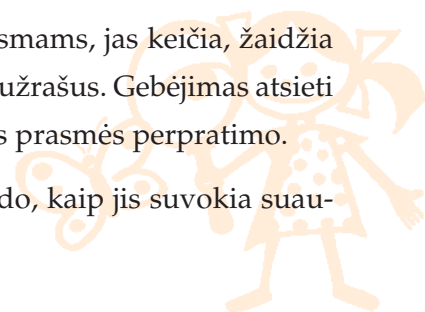 smams, jas keičia, žaidžia
užrašus. Gebėjimas atsieti
s prasmės perpratimo.
do, kaip jis suvokia suau-